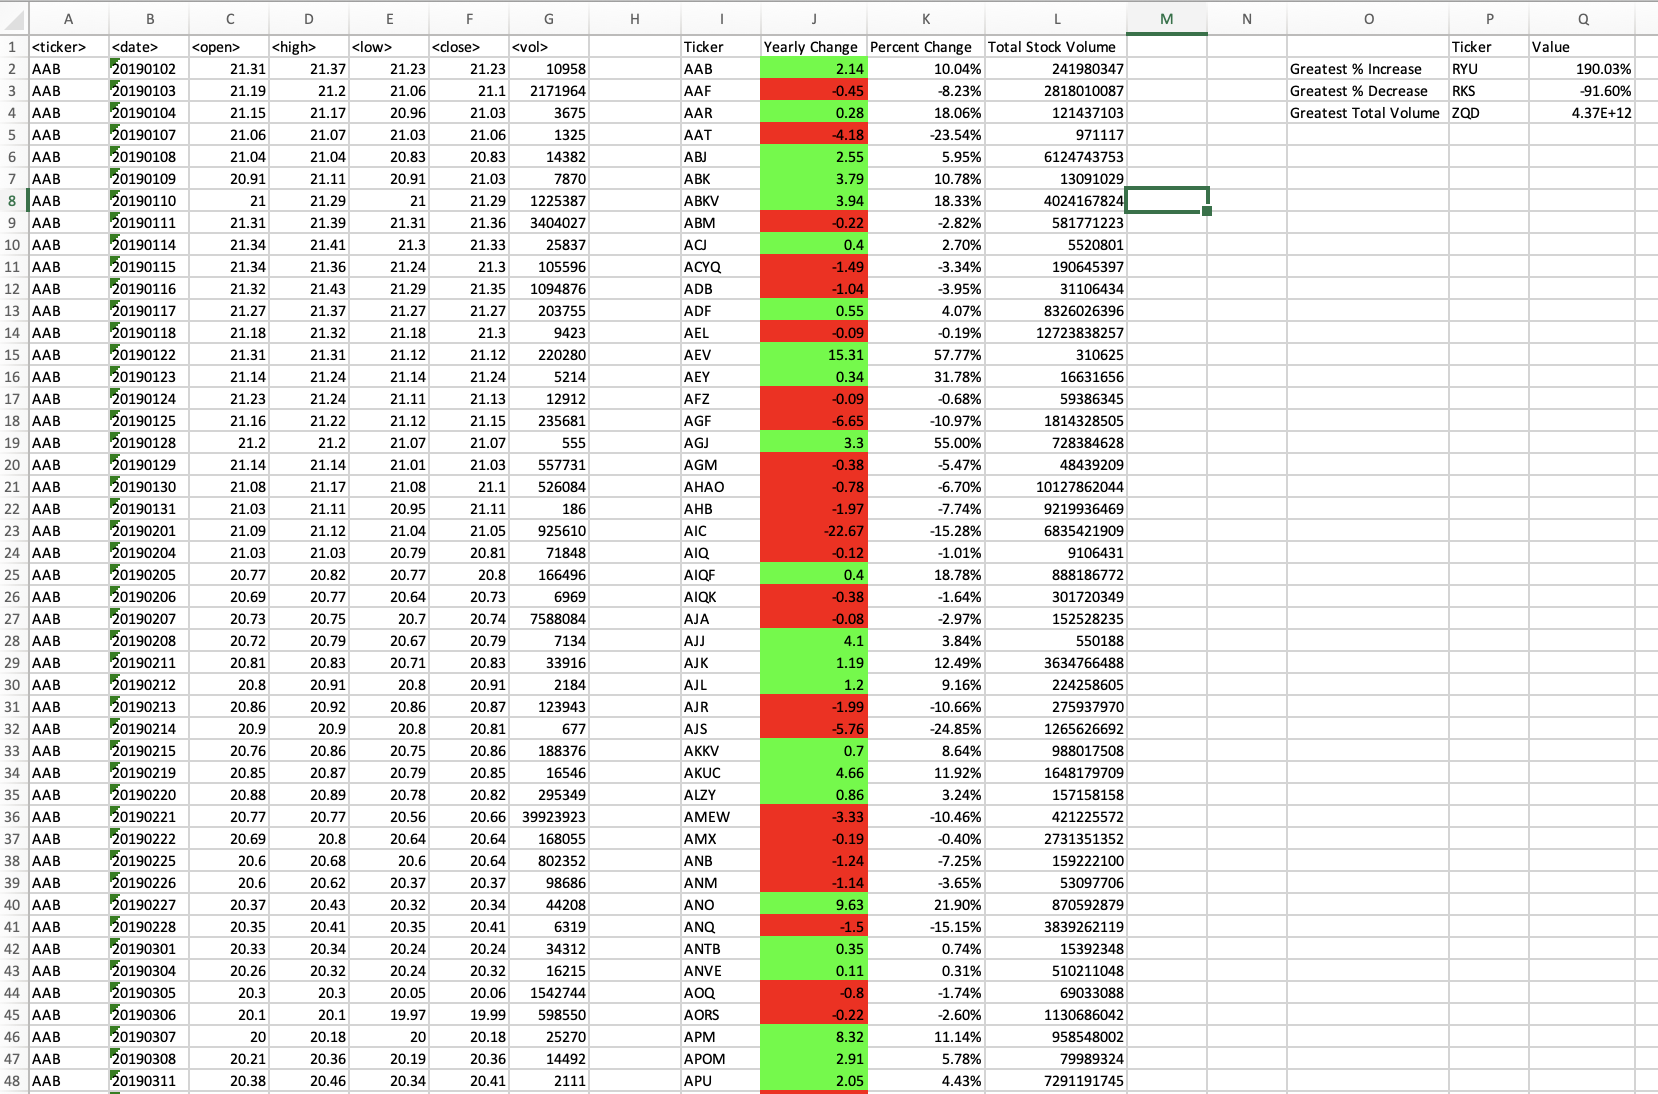 A B C D E F G H I J K L M N O P Q
1 <ticker> <date> <open> <high> <low> <close> <vol> Ticker Yearly Change Percent Change Total Stock Volume Ticker Value
2 AAB 20190102 21.31 21.37 21.23 21.23 10958 AAB 2.14 10.04% 241980347 Greatest % Increase RYU 190.03%
3 AAB 20190103 21.19 21.2 21.06 21.1 2171964 AAF -0.45 -8.23% 2818010087 Greatest % Decrease RKS -91.60%
4 AAB 20190104 21.15 21.17 20.96 21.03 3675 AAR 0.28 18.06% 121437103 Greatest Total Volume ZQD 4.37E+12
5 AAB 20190107 21.06 21.07 21.03 21.06 1325 AAT -4.18 -23.54% 971117
6 AAB 20190108 21.04 21.04 20.83 20.83 14382 ABJ 2.55 5.95% 6124743753
7 AAB 20190109 20.91 21.11 20.91 21.03 7870 ABK 3.79 10.78% 13091029
8 AAB 20190110 21 21.29 21 21.29 1225387 ABKV 3.94 18.33% 4024167824
9 AAB 20190111 21.31 21.39 21.31 21.36 3404027 ABM -0.22 -2.82% 581771223
10 AAB 20190114 21.34 21.41 21.3 21.33 25837 ACJ 0.4 2.70% 5520801
11 AAB 20190115 21.34 21.36 21.24 21.3 105596 ACYQ -1.49 -3.34% 190645397
12 AAB 20190116 21.32 21.43 21.29 21.35 1094876 ADB -1.04 -3.95% 31106434
13 AAB 20190117 21.27 21.37 21.27 21.27 203755 ADF 0.55 4.07% 8326026396
14 AAB 20190118 21.18 21.32 21.18 21.3 9423 AEL -0.09 -0.19% 12723838257
15 AAB 20190122 21.31 21.31 21.12 21.12 220280 AEV 15.31 57.77% 310625
16 AAB 20190123 21.14 21.24 21.14 21.24 5214 AEY 0.34 31.78% 16631656
17 AAB 20190124 21.23 21.24 21.11 21.13 12912 AFZ -0.09 -0.68% 59386345
18 AAB 20190125 21.16 21.22 21.12 21.15 235681 AGF -6.65 -10.97% 1814328505
19 AAB 20190128 21.2 21.2 21.07 21.07 555 AGJ 3.3 55.00% 728384628
20 AAB 20190129 21.14 21.14 21.01 21.03 557731 AGM -0.38 -5.47% 48439209
21 AAB 20190130 21.08 21.17 21.08 21.1 526084 AHAO -0.78 -6.70% 10127862044
22 AAB 20190131 21.03 21.11 20.95 21.11 186 AHB -1.97 -7.74% 9219936469
23 AAB 20190201 21.09 21.12 21.04 21.05 925610 AIC -22.67 -15.28% 6835421909
24 AAB 20190204 21.03 21.03 20.79 20.81 71848 AIQ -0.12 -1.01% 9106431
25 AAB 20190205 20.77 20.82 20.77 20.8 166496 AIQF 0.4 18.78% 888186772
26 AAB 20190206 20.69 20.77 20.64 20.73 6969 AIQK -0.38 -1.64% 301720349
27 AAB 20190207 20.73 20.75 20.7 20.74 7588084 AJA -0.08 -2.97% 152528235
28 AAB 20190208 20.72 20.79 20.67 20.79 7134 AJJ 4.1 3.84% 550188
29 AAB 20190211 20.81 20.83 20.71 20.83 33916 AJK 1.19 12.49% 3634766488
30 AAB 20190212 20.8 20.91 20.8 20.91 2184 AJL 1.2 9.16% 224258605
31 AAB 20190213 20.86 20.92 20.86 20.87 123943 AJR -1.99 -10.66% 275937970
32 AAB 20190214 20.9 20.9 20.8 20.81 677 AJS -5.76 -24.85% 1265626692
33 AAB 20190215 20.76 20.86 20.75 20.86 188376 AKKV 0.7 8.64% 988017508
34 AAB 20190219 20.85 20.87 20.79 20.85 16546 AKUC 4.66 11.92% 1648179709
35 AAB 20190220 20.88 20.89 20.78 20.82 295349 ALZY 0.86 3.24% 157158158
36 AAB 20190221 20.77 20.77 20.56 20.66 39923923 AMEW -3.33 -10.46% 421225572
37 AAB 20190222 20.69 20.8 20.64 20.64 168055 AMX -0.19 -0.40% 2731351352
38 AAB 20190225 20.6 20.68 20.6 20.64 802352 ANB -1.24 -7.25% 159222100
39 AAB 20190226 20.6 20.62 20.37 20.37 98686 ANM -1.14 -3.65% 53097706
40 AAB 20190227 20.37 20.43 20.32 20.34 44208 ANO 9.63 21.90% 870592879
41 AAB 20190228 20.35 20.41 20.35 20.41 6319 ANQ -1.5 -15.15% 3839262119
42 AAB 20190301 20.33 20.34 20.24 20.24 34312 ANTB 0.35 0.74% 15392348
43 AAB 20190304 20.26 20.32 20.24 20.32 16215 ANVE 0.11 0.31% 510211048
44 AAB 20190305 20.3 20.3 20.05 20.06 1542744 AOQ -0.8 -1.74% 69033088
45 AAB 20190306 20.1 20.1 19.97 19.99 598550 AORS -0.22 -2.60% 1130686042
46 AAB 20190307 20 20.18 20 20.18 25270 APM 8.32 11.14% 958548002
47 AAB 20190308 20.21 20.36 20.19 20.36 14492 APOM 2.91 5.78% 79989324
48 AAB 20190311 20.38 20.46 20.34 20.41 2111 APU 2.05 4.43% 7291191745